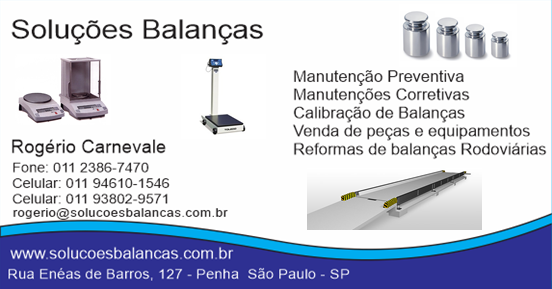 Soluções Balanças
Manutenção Preventiva
Manutenções Corretivas
Calibração de Balanças
Venda de peças e equipamentos
Reformas de balanças Rodoviárias
Rogério Carnevale
Fone: 011 2386-7470
Celular: 011 94610-1546
Celular: 011 93802-9571
rogerio@solucoesbalancas.com.br
www.solucoesbalancas.com.br
Rua Enéas de Barros, 127 - Penha São Paulo - SP